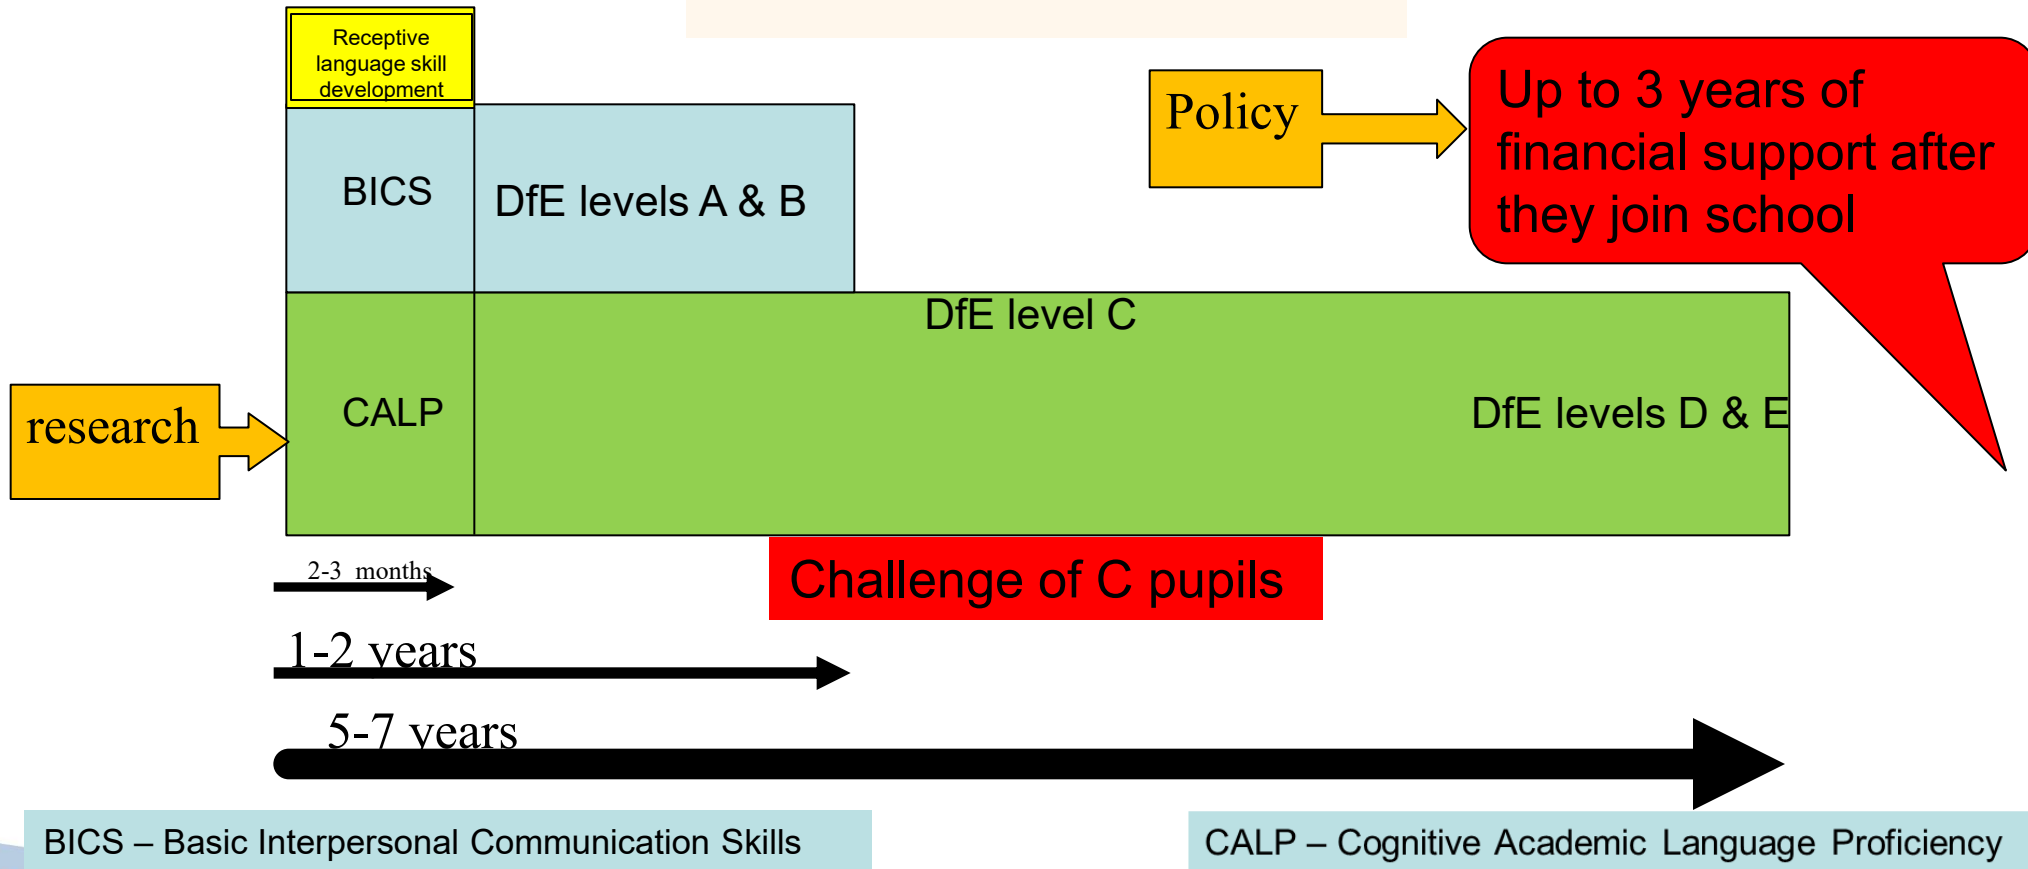 Receptive
language skill
development
BICS
DfE levels A & B
Policy
Up to 3 years of
financial support after
they join school
DfE level C
research
CALP
DfE levels D & E
2-3 months
Challenge of C pupils
1-2 years
5-7 years
BICS – Basic Interpersonal Communication Skills
CALP – Cognitive Academic Language Proficiency